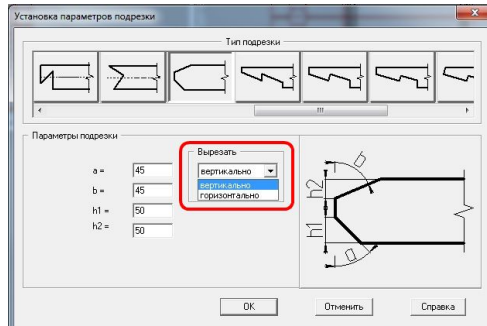 Установка параметров подрезки
Тип подрезки
Параметры подрезки
Вырезать
a = 45
вертикально
вертикально
горизонтально
b = 45
h1 = 50
h2 = 50
b
h2
h1
a
OK
Отменить
Справка